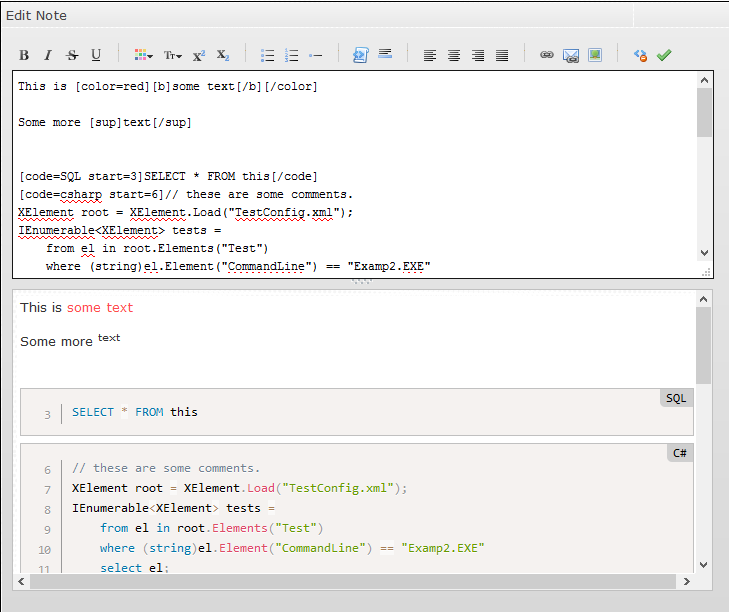 Edit Note
B I S U Tт x² X₂
This is [color=red][b]some text[/b][/color]
Some more [sup]text[/sup]
[code=SQL start=3]SELECT * FROM this[/code]
[code=csharp start=6]// these are some comments.
XElement root = XElement.Load("TestConfig.xml");
IEnumerable<XElement> tests =
    from el in root.Elements("Test")
    where (string)el.Element("CommandLine") == "Examp2.EXE"
This is some text
Some more text
SQL
3 SELECT * FROM this
C#
6 // these are some comments.
7 XElement root = XElement.Load("TestConfig.xml");
8 IEnumerable<XElement> tests =
9     from el in root.Elements("Test")
10     where (string)el.Element("CommandLine") == "Examp2.EXE"
11     select el;